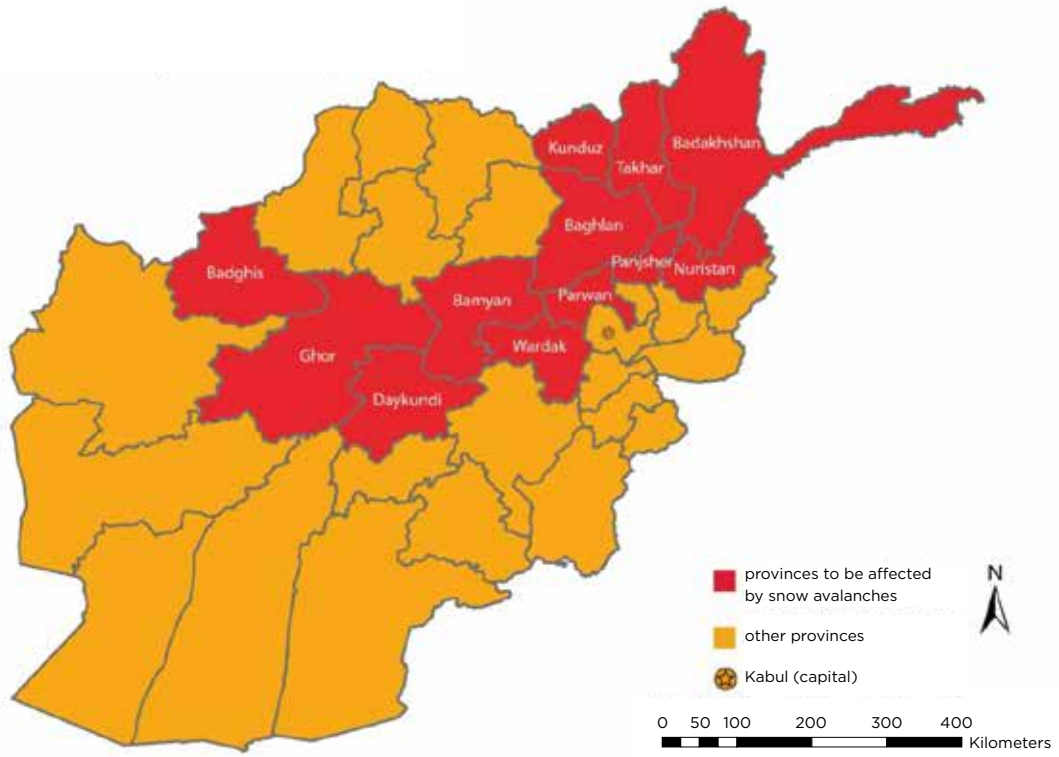 Kunduz
Badakhshan
Takhar
Baghlan
Panjsher
Nuristan
Badghis
Parwan
Bamyan
Wardak
Ghor
Daykundi
provinces to be affected
by snow avalanches
other provinces
Kabul (capital)
N
0 50 100 200 300 400
Kilometers